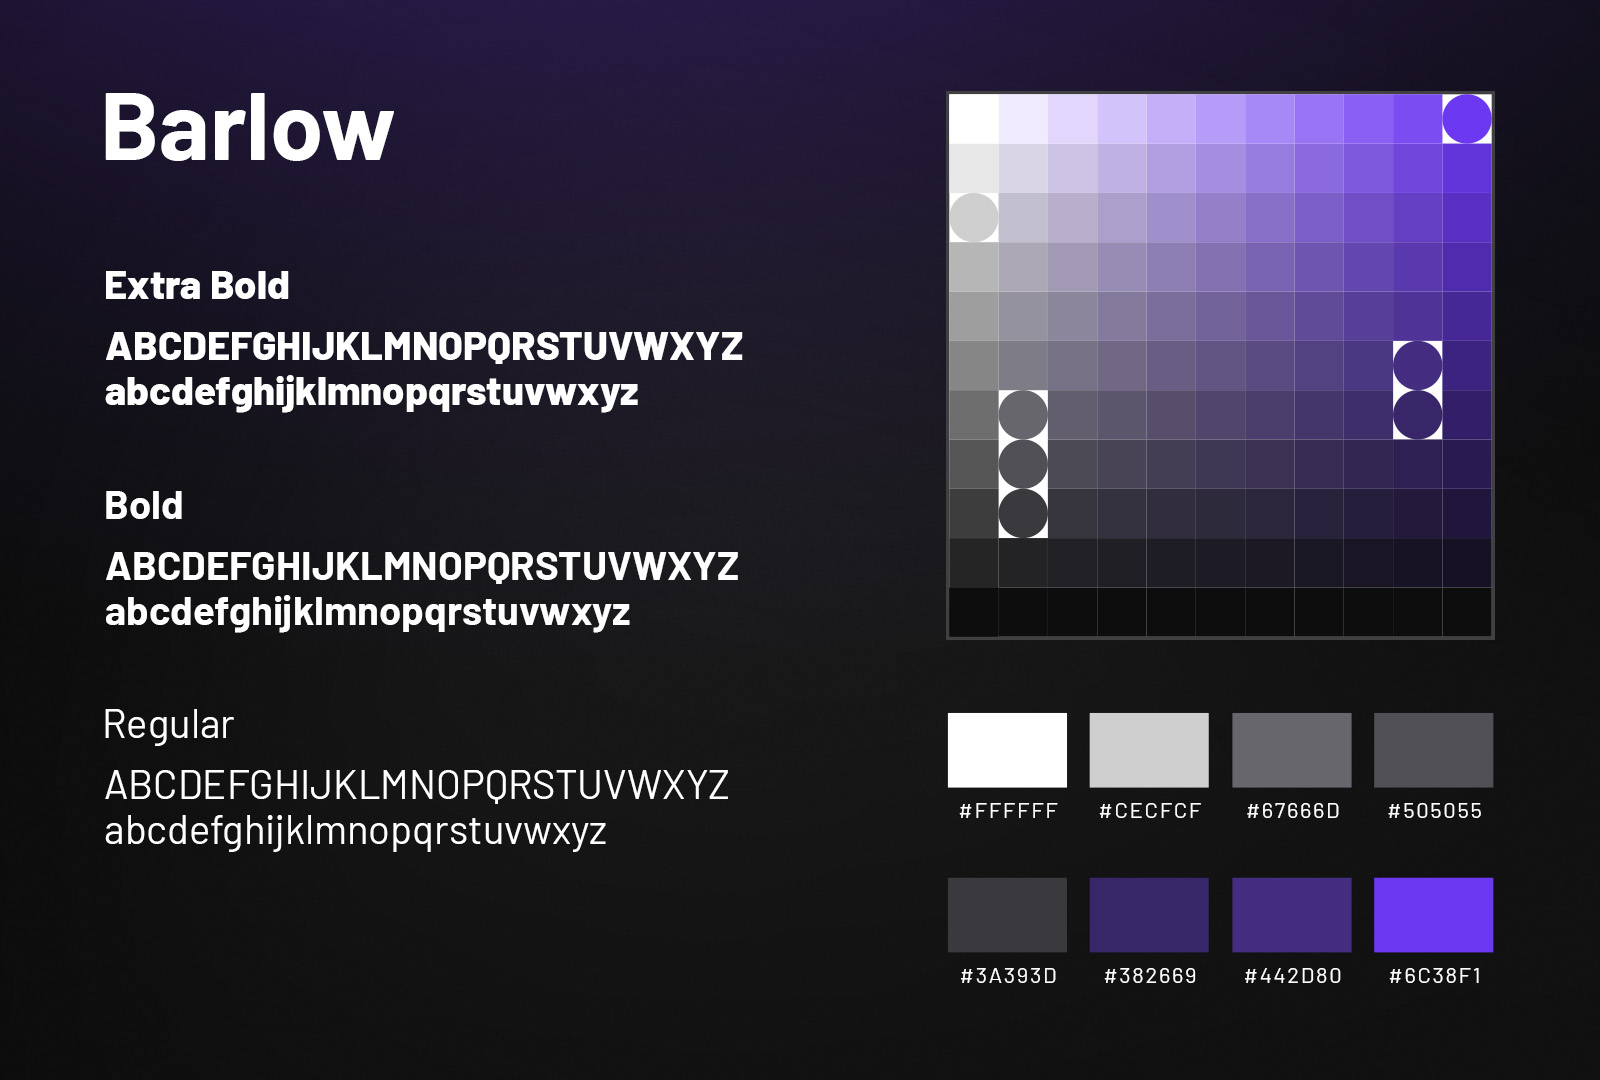 Barlow
Extra Bold
ABCDEFGHIJKLMNOPQRSTUVWXYZ
abcdefghijklmnopqrstuvwxyz
Bold
ABCDEFGHIJKLMNOPQRSTUVWXYZ
abcdefghijklmnopqrstuvwxyz
Regular
ABCDEFGHIJKLMNOPQRSTUVWXYZ
abcdefghijklmnopqrstuvwxyz
#FFFFFF #CECFCF #67666D #505055
#3A393D #382669 #442D80 #6C38F1